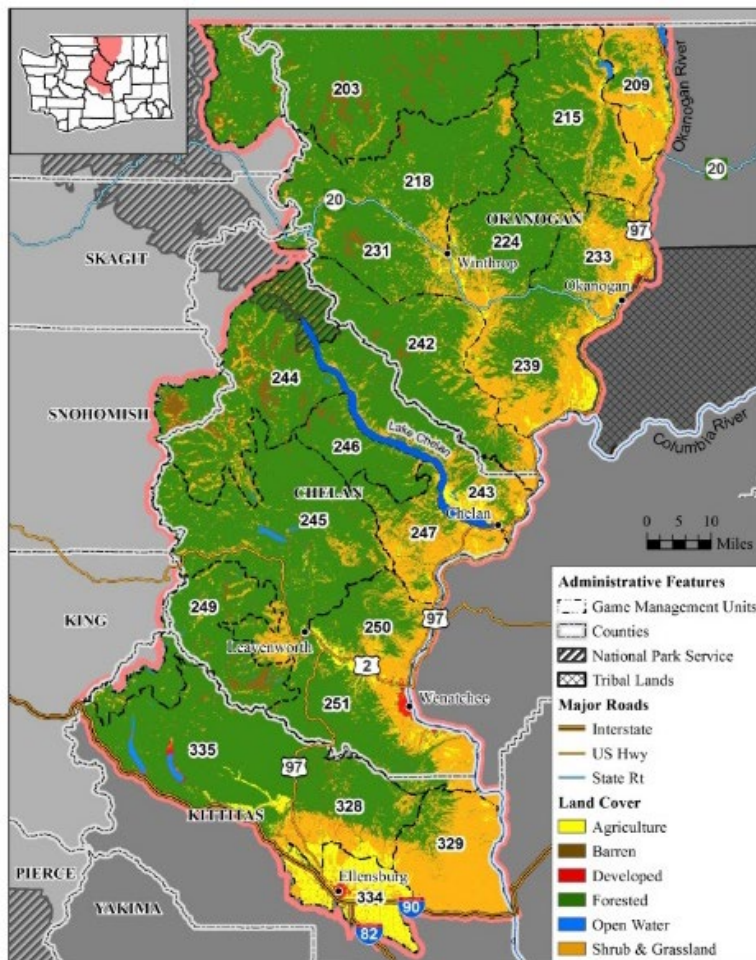 203
209
215
Okanogan River
20
218
20
OKANOGAN
97
231
224
233
SKAGIT
Winthrop
Okanogan
242
239
244
SNOHOMISH
Columbia River
Lake Chelan
246
243
CHELAN
Chelan
245
247
0 5 10
Miles
249
KING
250
97
Leavenworth
2
251
Wenatchee
335
97
KITTITAS
328
329
PIERCE
Ellensburg
334
90
YAKIMA
82
Administrative Features
Game Management Units
Counties
National Park Service
Tribal Lands
Major Roads
Interstate
US Hwy
State Rt
Land Cover
Agriculture
Barren
Developed
Forested
Open Water
Shrub & Grassland